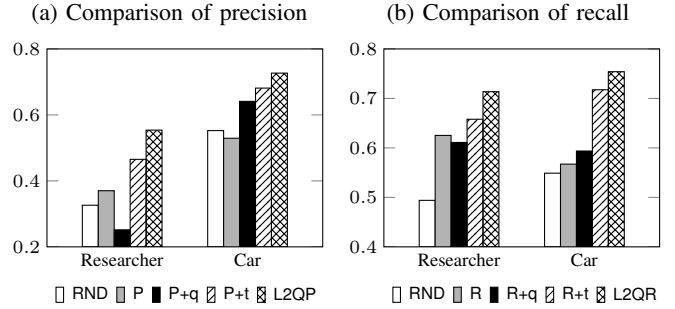 (a) Comparison of precision
0.8
0.6
0.4
0.2
Researcher Car
RND P P+q P+t L2QP
(b) Comparison of recall
0.8
0.7
0.6
0.5
0.4
Researcher Car
RND R R+q R+t L2QR